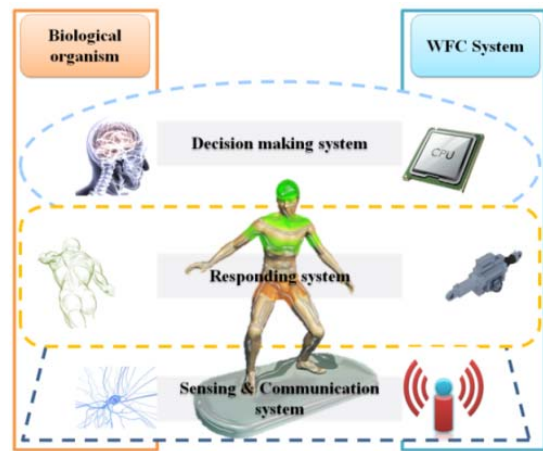 Biological
organism
WFC System
Decision making system
CPU
Responding system
Sensing & Communication
system